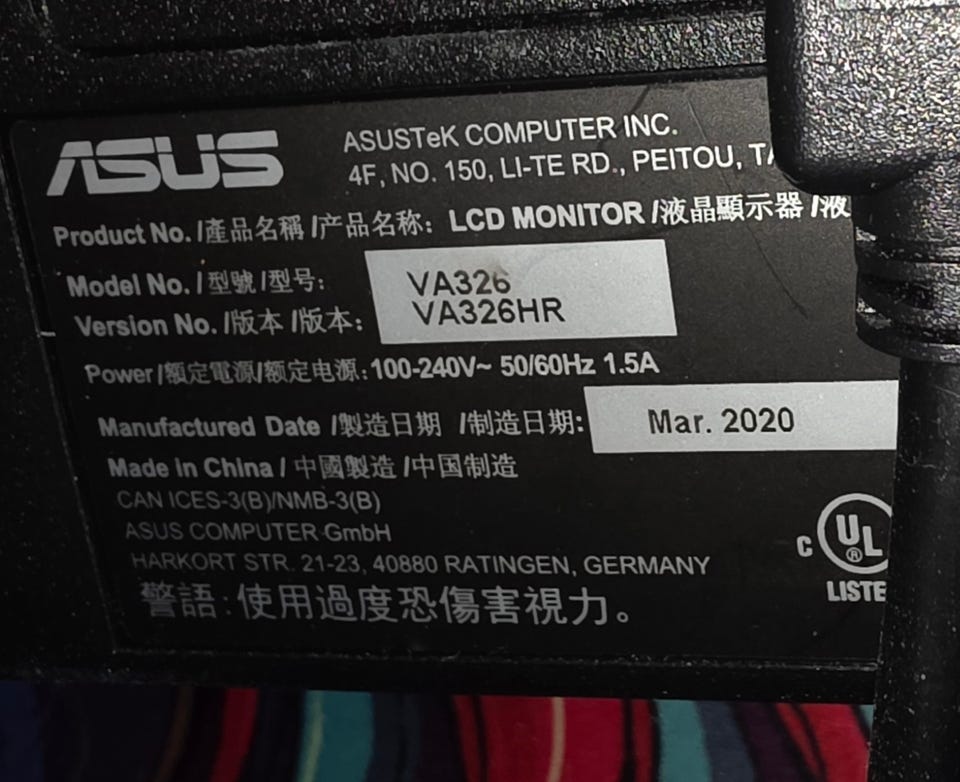 ASUS
ASUSTeK COMPUTER INC.
4F, NO. 150, LI-TE RD., PEITOU,
Product No. /產品名稱 /产品名称: LCD MONITOR /液晶顯示器 /液
Model No. /型號 /型号: VA326
Version No. /版本 /版本: VA326HR
Power/額定電源/额定电源: 100-240V~ 50/60Hz 1.5A
Manufactured Date /製造日期 /制造日期: Mar. 2020
Made in China / 中國製造 /中国制造
CAN ICES-3(B)/NMB-3(B)
ASUS COMPUTER GmbH
HARKORT STR. 21-23, 40880 RATINGEN, GERMANY
警語:使用過度恐傷害視力。
C UL ®
LISTE